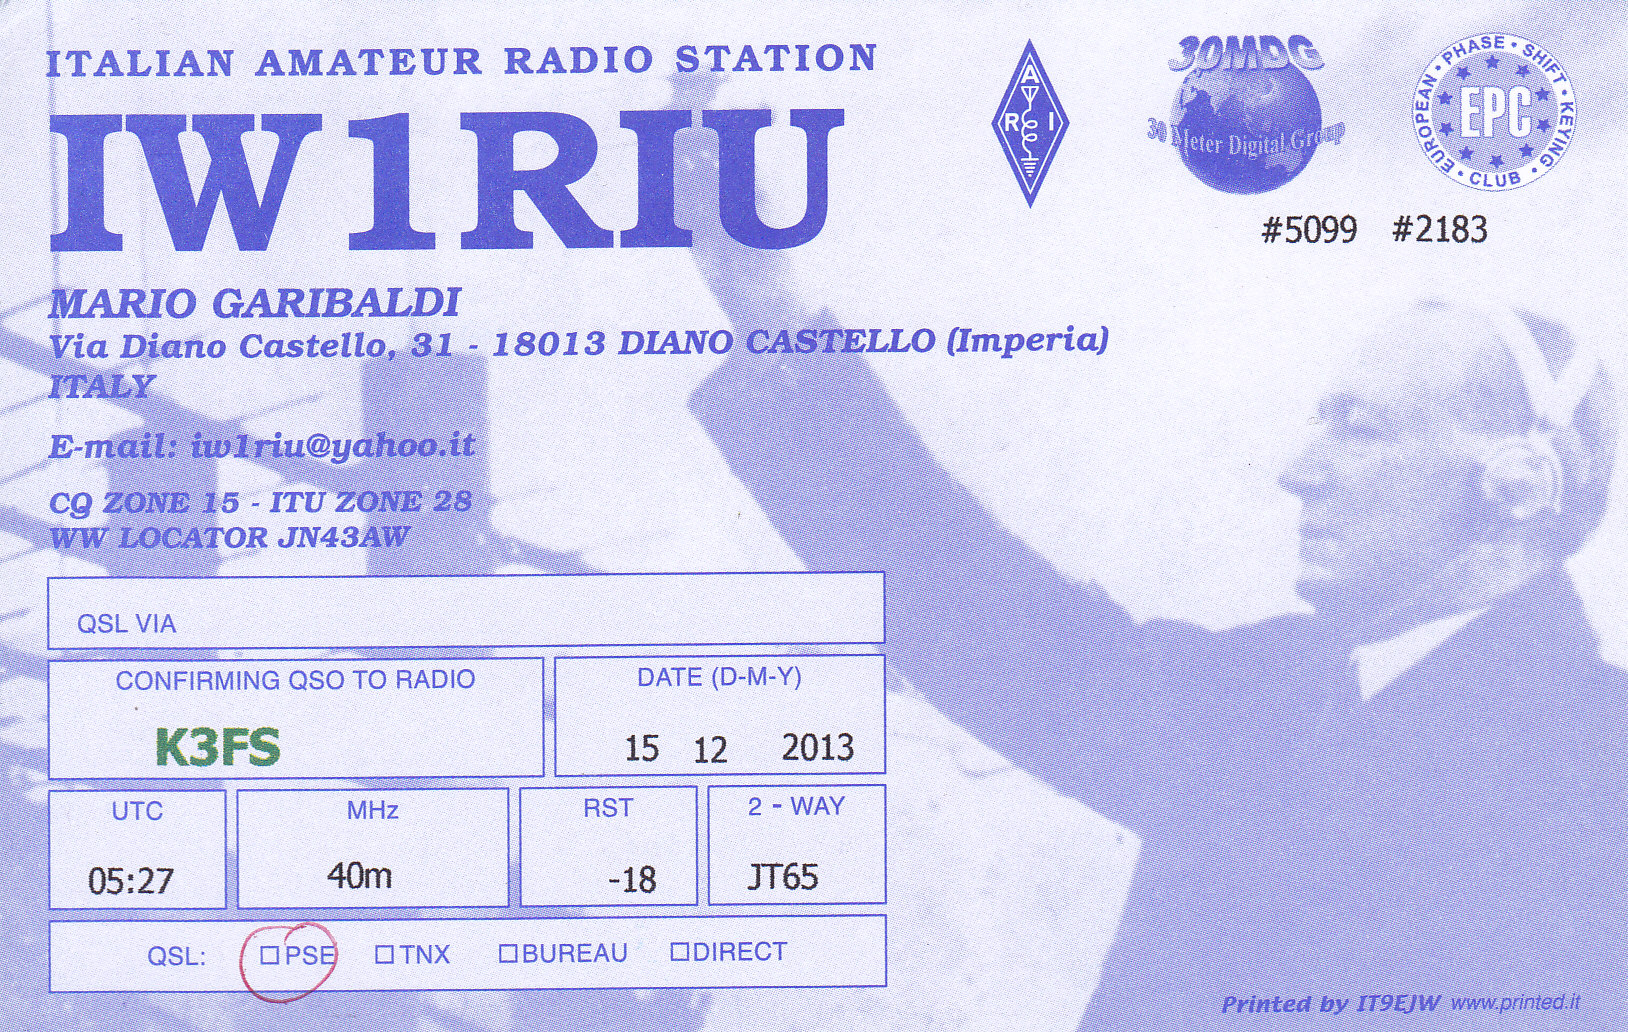 ITALIAN AMATEUR RADIO STATION
IW1RIU
A
R I
30MDG
30 Meter Digital Group
EUROPEAN • PHASE • SHIFT • KEYING • CLUB •
EPC
#5099 #2183
MARIO GARIBALDI
Via Diano Castello, 31 - 18013 DIANO CASTELLO (Imperia)
ITALY
E-mail: iw1riu@yahoo.it
CQ ZONE 15 - ITU ZONE 28
WW LOCATOR JN43AW
QSL VIA
CONFIRMING QSO TO RADIO
K3FS
DATE (D-M-Y)
15 12 2013
UTC MHz RST 2 - WAY
05:27 40m -18 JT65
QSL: ☐PSE ☐TNX ☐BUREAU ☐DIRECT
Printed by IT9EJW www.printed.it